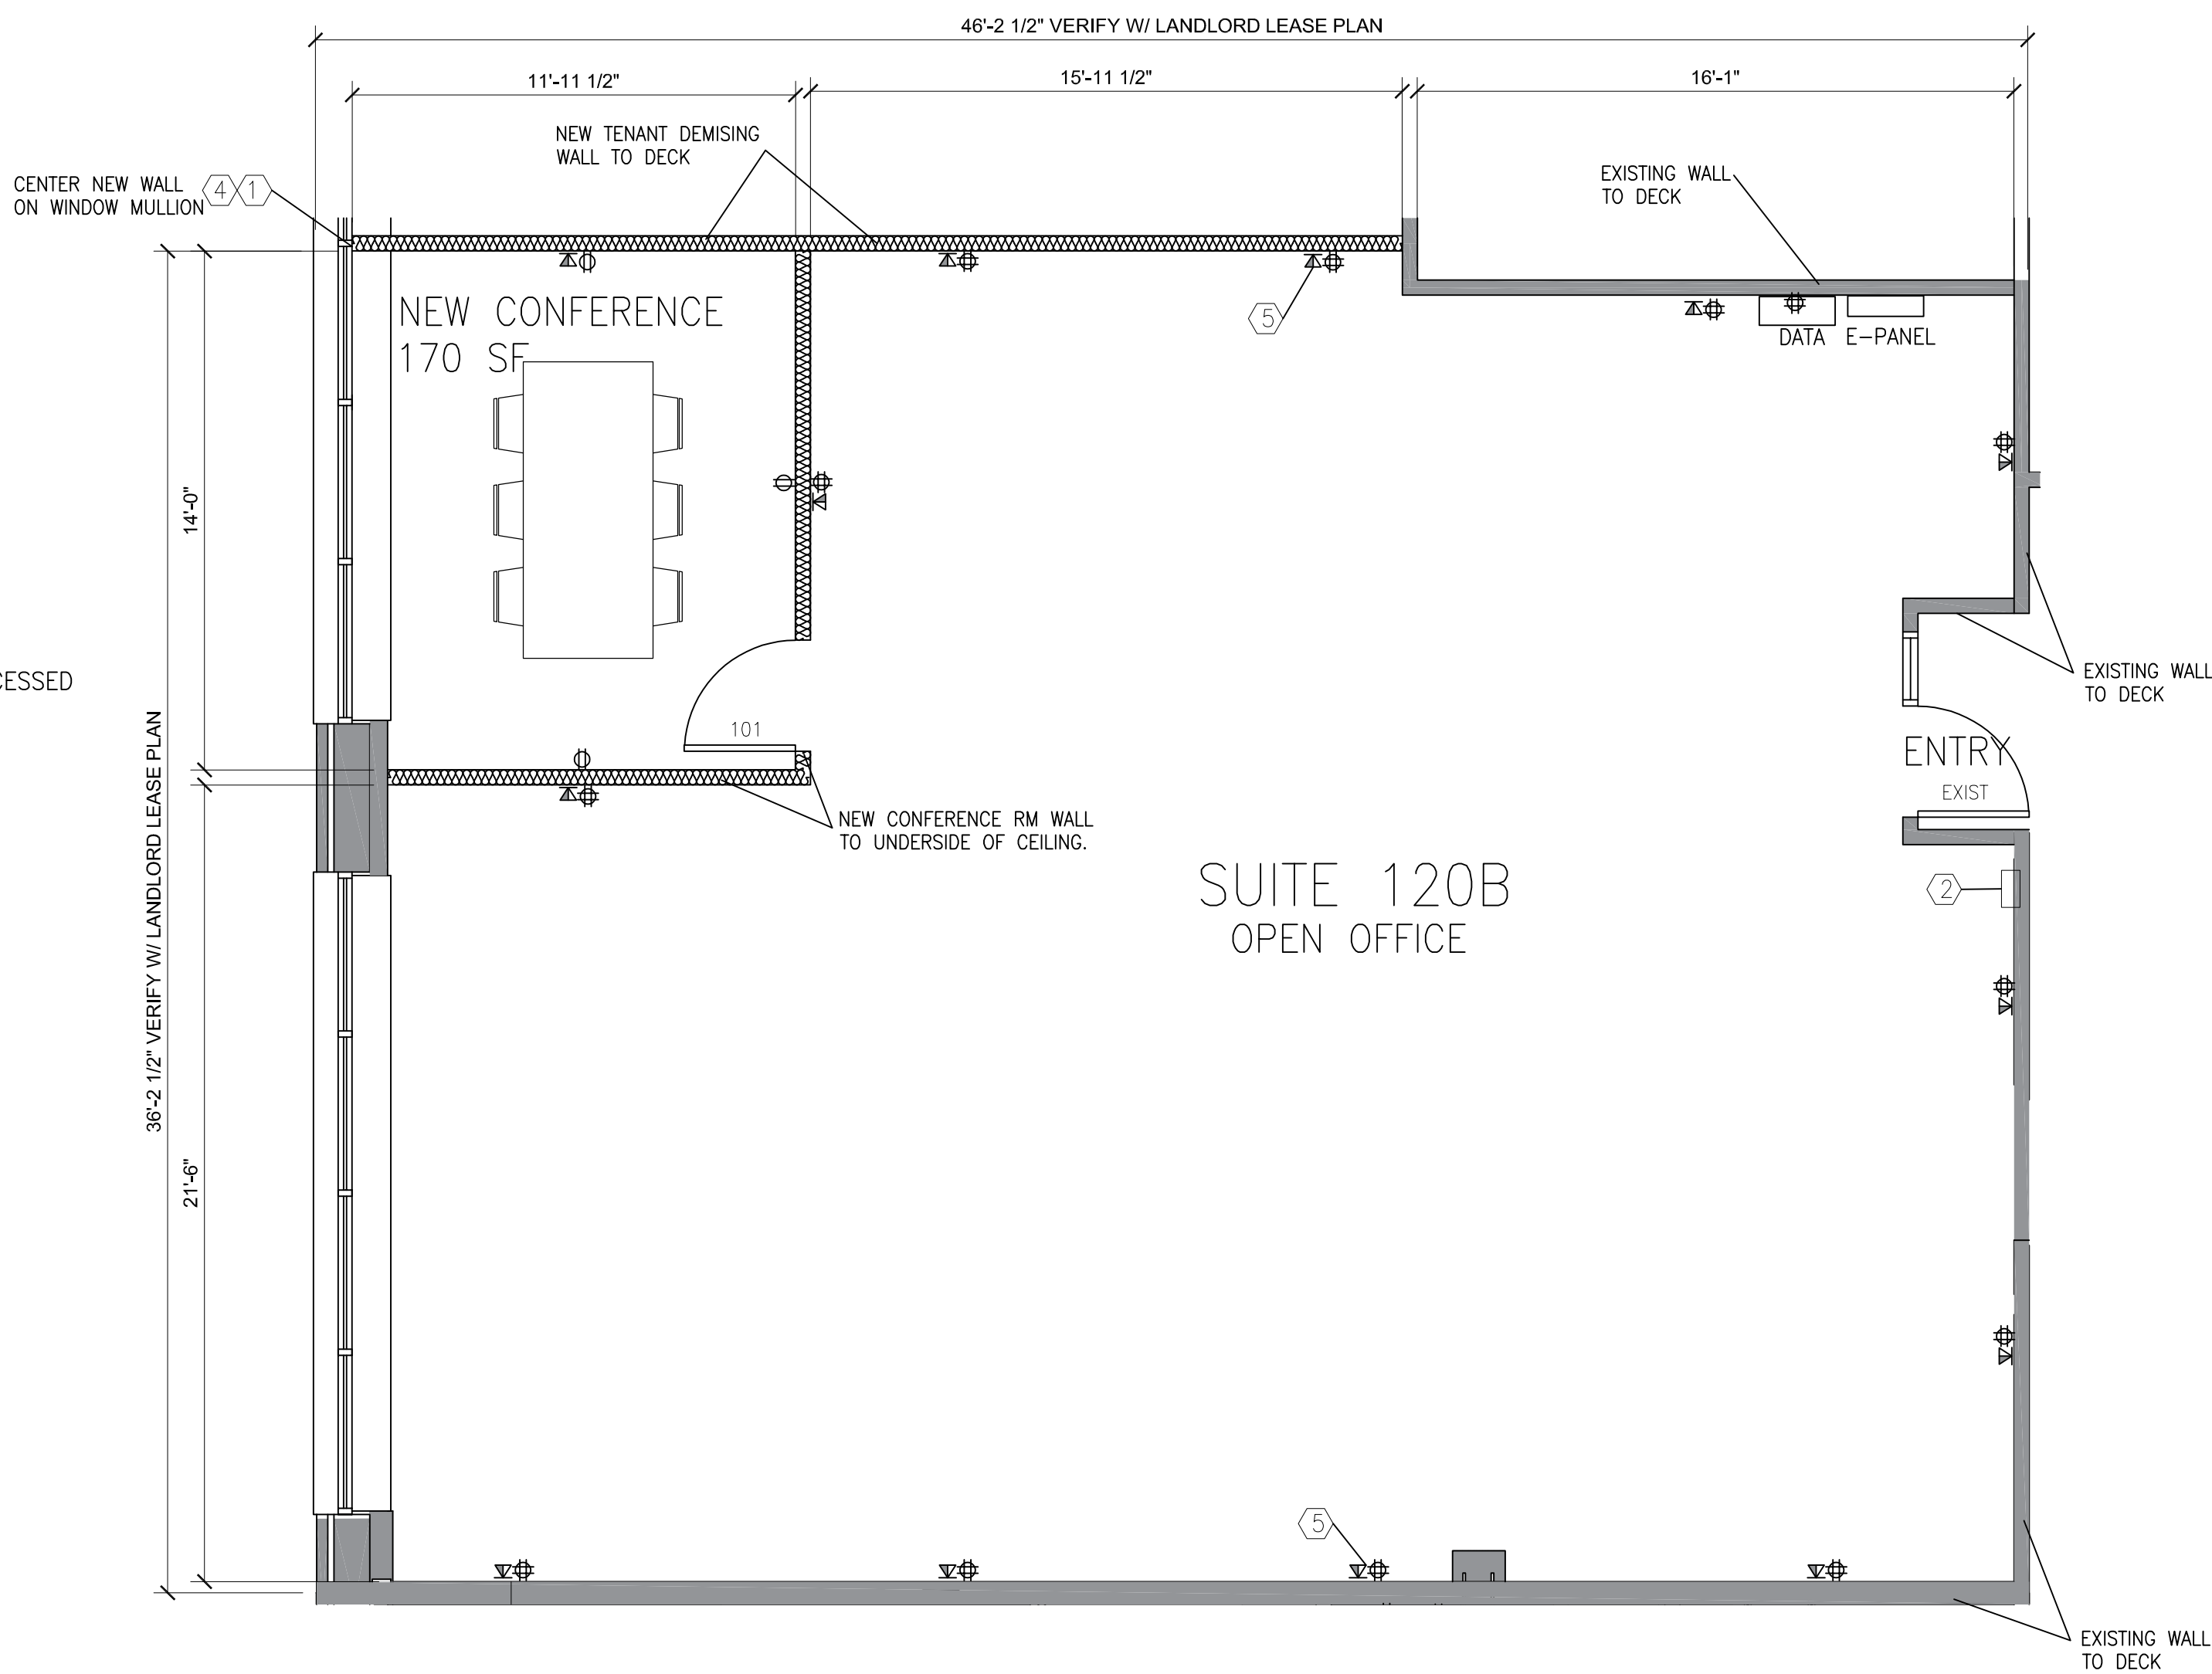 46'-2 1/2" VERIFY W/ LANDLORD LEASE PLAN
11'-11 1/2"
15'-11 1/2"
16'-1"
NEW TENANT DEMISING
WALL TO DECK
CENTER NEW WALL
ON WINDOW MULLION
4
1
EXISTING WALL
TO DECK
NEW CONFERENCE
170 SF
5
DATA
E-PANEL
14'-0"
EXISTING WALL
TO DECK
36'-2 1/2" VERIFY W/ LANDLORD LEASE PLAN
101
ENTRY
EXIST
NEW CONFERENCE RM WALL
TO UNDERSIDE OF CEILING.
SUITE 120B
OPEN OFFICE
2
21'-6"
5
EXISTING WALL
TO DECK